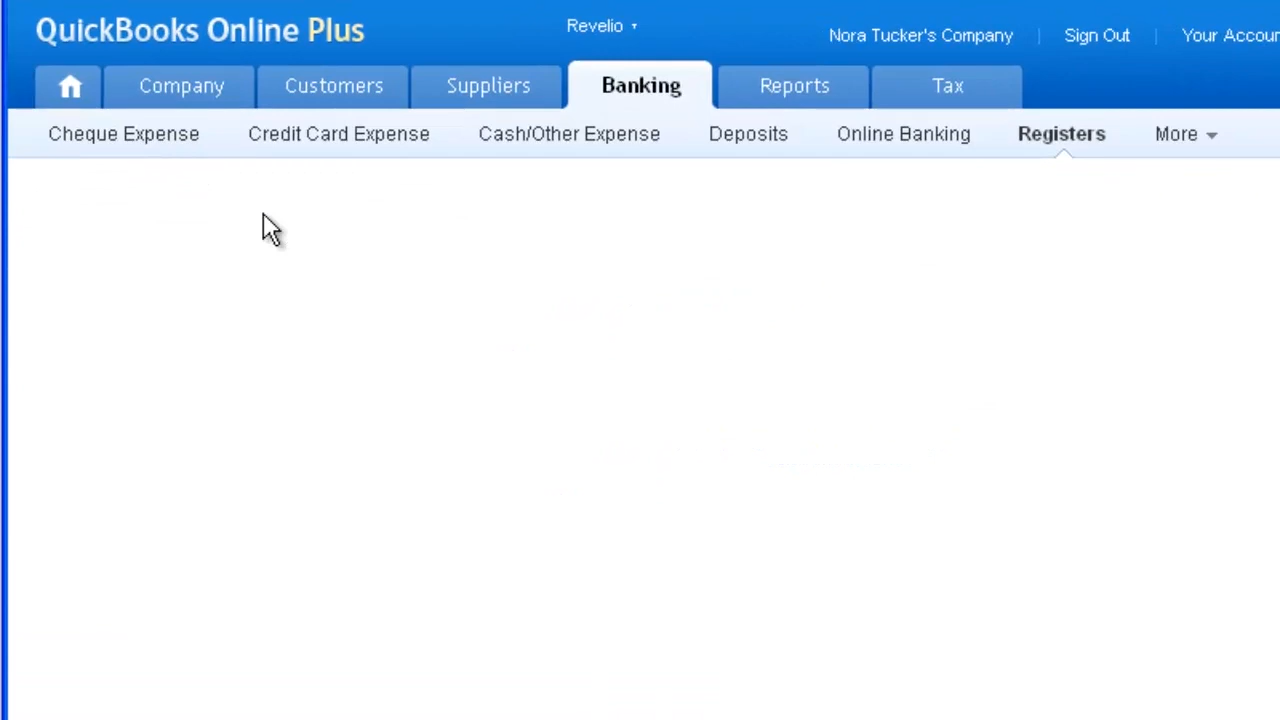 QuickBooks Online Plus Revelio Nora Tucker's Company Sign Out Your Accoun
Company Customers Suppliers Banking Reports Tax
Cheque Expense Credit Card Expense Cash/Other Expense Deposits Online Banking Registers More